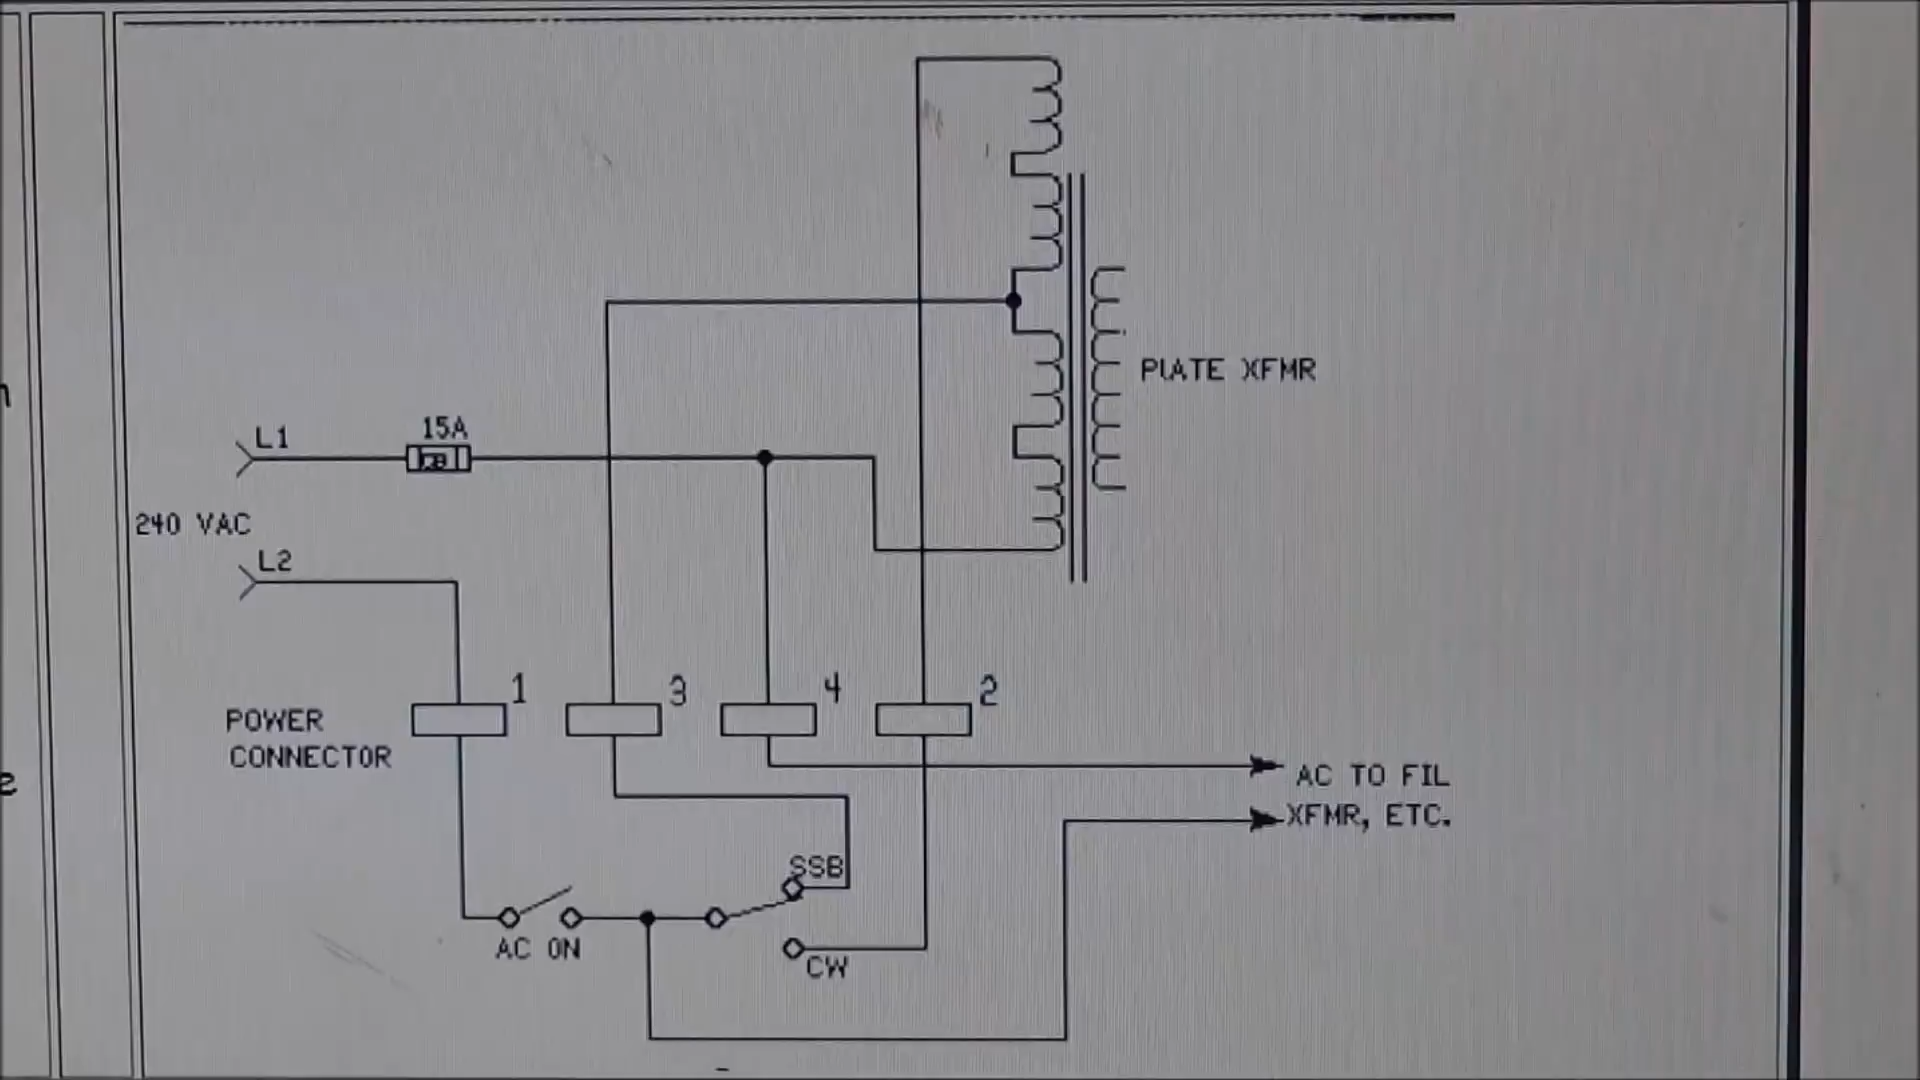 PLATE XFMR
15A
L1
CB
240 VAC
L2
1
3
4
2
POWER
CONNECTOR
AC TO FIL
XFMR, ETC.
SSB
AC ON
CW